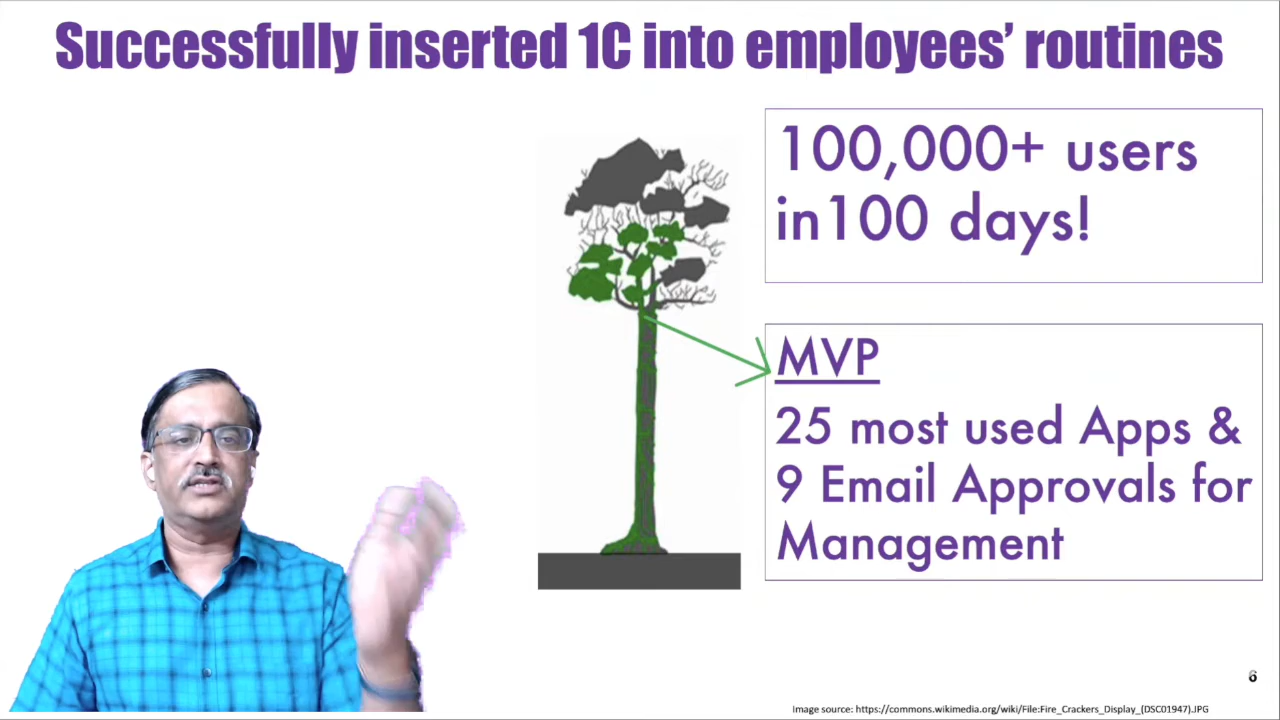 Successfully inserted 1C into employees’ routines
100,000+ users
in100 days!
MVP
25 most used Apps &
9 Email Approvals for
Management
6
Image source: https://commons.wikimedia.org/wiki/File:Fire_Crackers_Display_(DSC01947).JPG